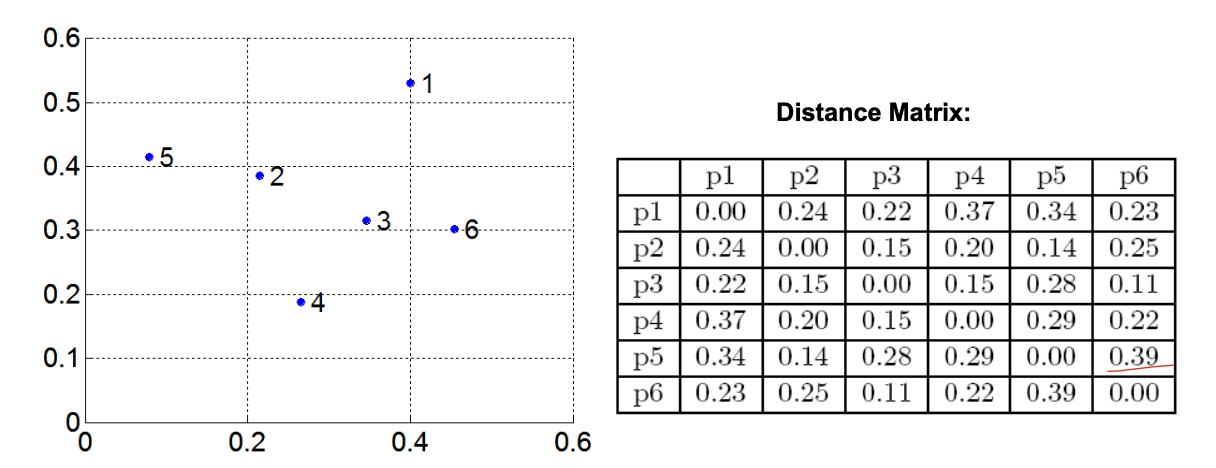 0.6
1
0.5
5
0.4
2
0.3
3
6
0.2
4
0.1
0
0 0.2 0.4 0.6
Distance Matrix:
p1 p2 p3 p4 p5 p6
p1 0.00 0.24 0.22 0.37 0.34 0.23
p2 0.24 0.00 0.15 0.20 0.14 0.25
p3 0.22 0.15 0.00 0.15 0.28 0.11
p4 0.37 0.20 0.15 0.00 0.29 0.22
p5 0.34 0.14 0.28 0.29 0.00 0.39
p6 0.23 0.25 0.11 0.22 0.39 0.00